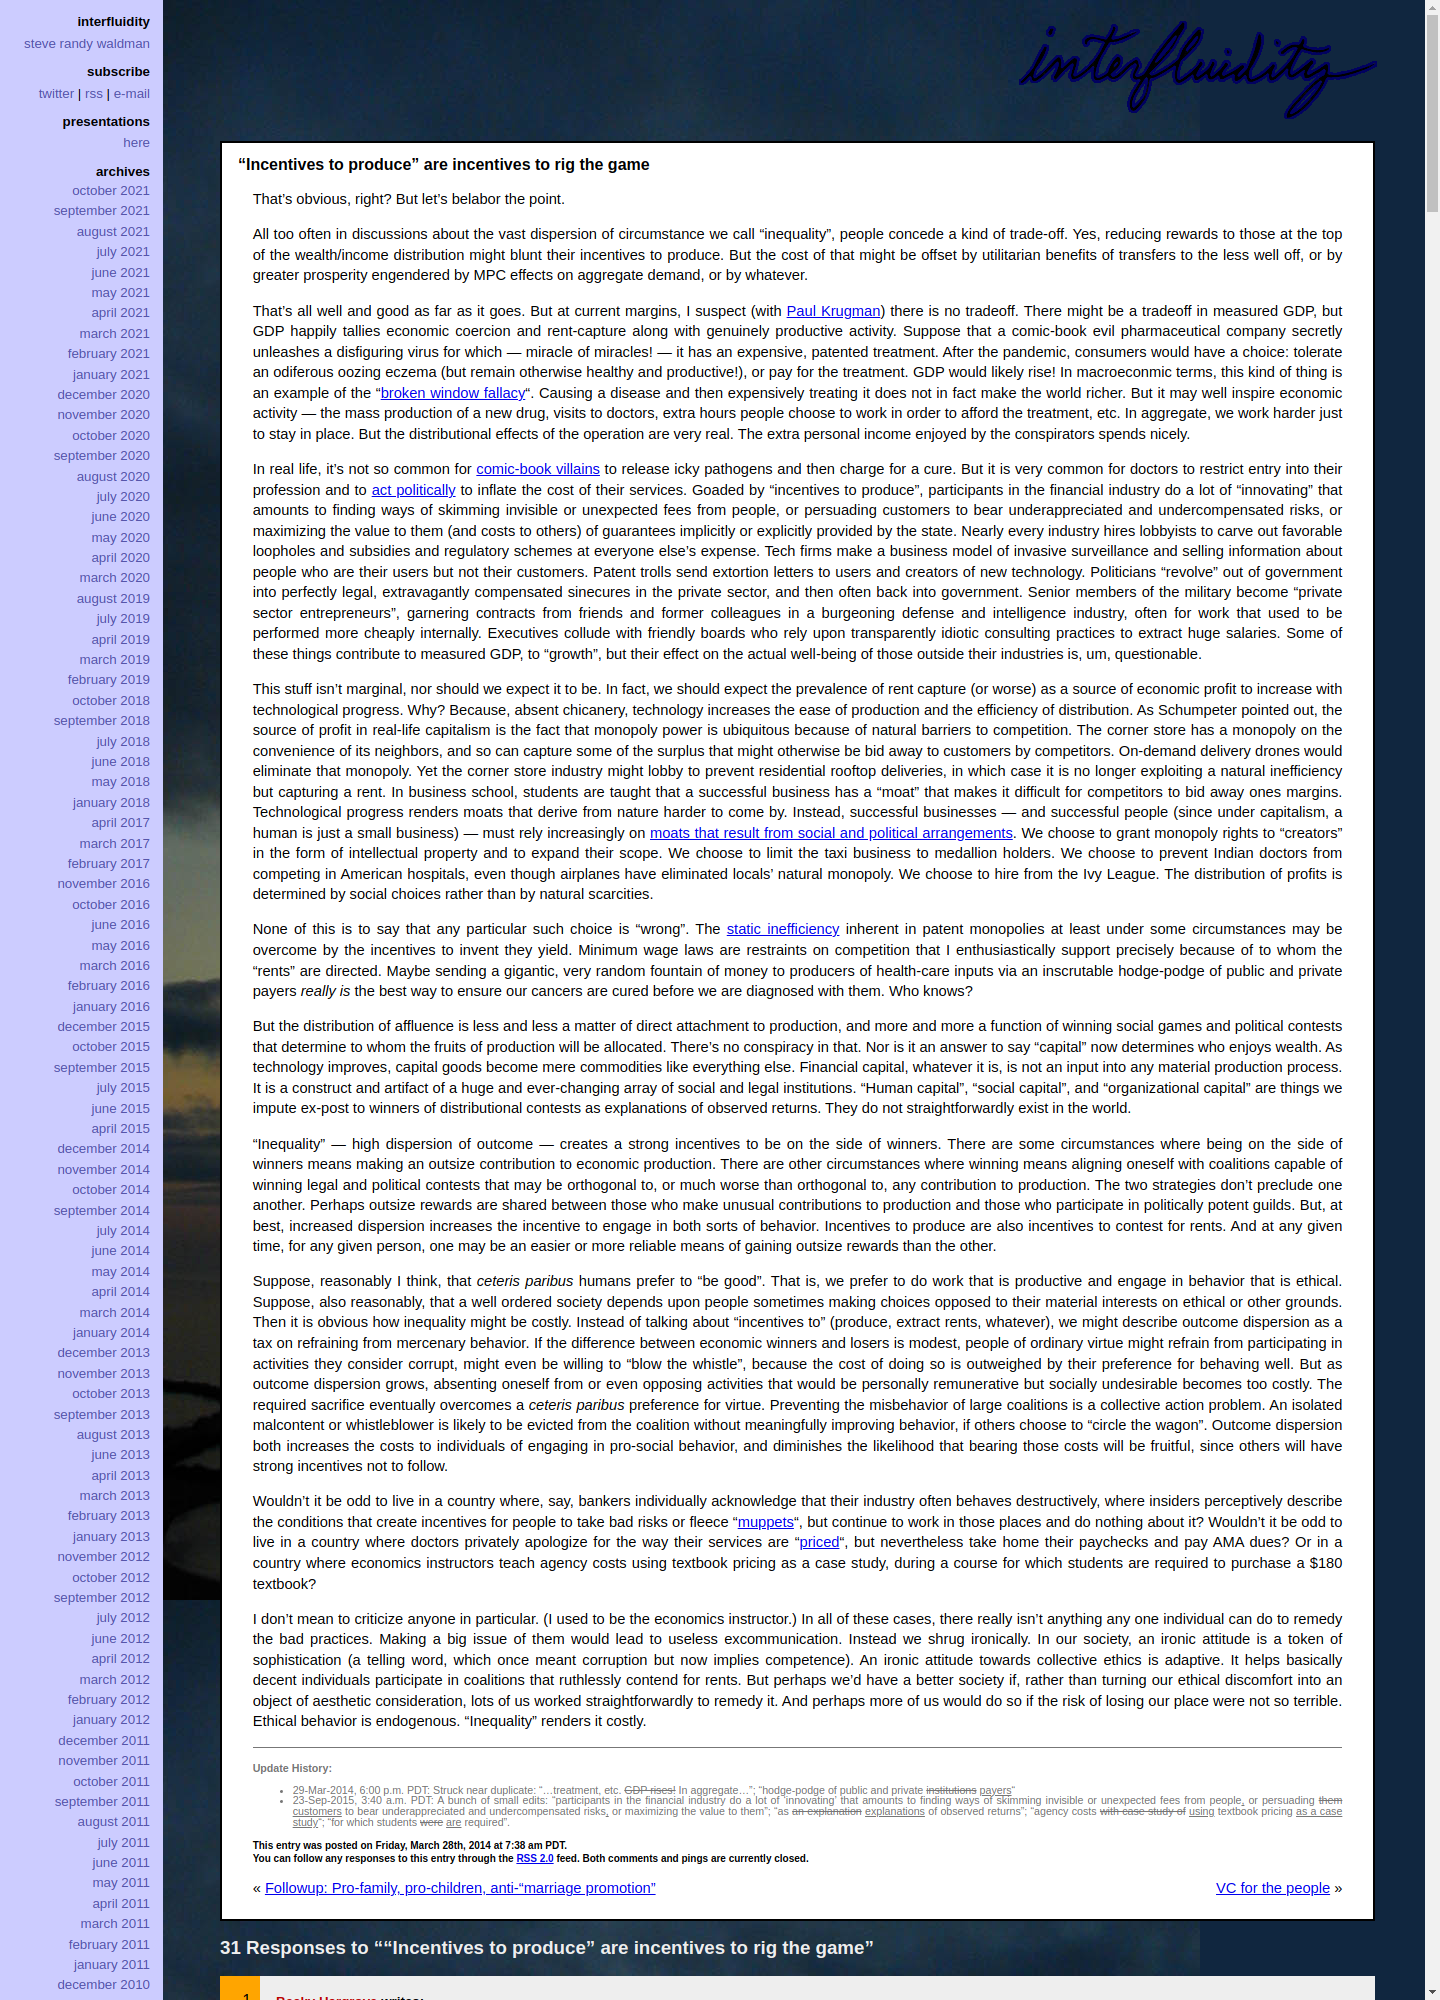 interfluidity
steve randy waldman
subscribe
twitter | rss | e-mail
presentations
here
archives
october 2021
september 2021
august 2021
july 2021
june 2021
may 2021
april 2021
march 2021
february 2021
january 2021
december 2020
november 2020
october 2020
september 2020
august 2020
july 2020
june 2020
may 2020
april 2020
march 2020
august 2019
july 2019
april 2019
march 2019
february 2019
october 2018
september 2018
july 2018
june 2018
may 2018
january 2018
april 2017
march 2017
february 2017
november 2016
october 2016
june 2016
may 2016
march 2016
february 2016
january 2016
december 2015
october 2015
september 2015
july 2015
june 2015
april 2015
december 2014
november 2014
october 2014
september 2014
july 2014
june 2014
may 2014
april 2014
march 2014
january 2014
december 2013
november 2013
october 2013
september 2013
august 2013
june 2013
april 2013
march 2013
february 2013
january 2013
november 2012
october 2012
september 2012
july 2012
june 2012
april 2012
march 2012
february 2012
january 2012
december 2011
november 2011
october 2011
september 2011
august 2011
july 2011
june 2011
may 2011
april 2011
march 2011
february 2011
january 2011
december 2010
interfluidity
“Incentives to produce” are incentives to rig the game
That’s obvious, right? But let’s belabor the point.
All too often in discussions about the vast dispersion of circumstance we call “inequality”, people concede a kind of trade-off. Yes, reducing rewards to those at the top
of the wealth/income distribution might blunt their incentives to produce. But the cost of that might be offset by utilitarian benefits of transfers to the less well off, or by
greater prosperity engendered by MPC effects on aggregate demand, or by whatever.
That’s all well and good as far as it goes. But at current margins, I suspect (with Paul Krugman) there is no tradeoff. There might be a tradeoff in measured GDP, but
GDP happily tallies economic coercion and rent-capture along with genuinely productive activity. Suppose that a comic-book evil pharmaceutical company secretly
unleashes a disfiguring virus for which — miracle of miracles! — it has an expensive, patented treatment. After the pandemic, consumers would have a choice: tolerate
an odiferous oozing eczema (but remain otherwise healthy and productive!), or pay for the treatment. GDP would likely rise! In macroeconmic terms, this kind of thing is
an example of the “broken window fallacy“. Causing a disease and then expensively treating it does not in fact make the world richer. But it may well inspire economic
activity — the mass production of a new drug, visits to doctors, extra hours people choose to work in order to afford the treatment, etc. In aggregate, we work harder just
to stay in place. But the distributional effects of the operation are very real. The extra personal income enjoyed by the conspirators spends nicely.
In real life, it’s not so common for comic-book villains to release icky pathogens and then charge for a cure. But it is very common for doctors to restrict entry into their
profession and to act politically to inflate the cost of their services. Goaded by “incentives to produce”, participants in the financial industry do a lot of “innovating” that
amounts to finding ways of skimming invisible or unexpected fees from people, or persuading customers to bear underappreciated and undercompensated risks, or
maximizing the value to them (and costs to others) of guarantees implicitly or explicitly provided by the state. Nearly every industry hires lobbyists to carve out favorable
loopholes and subsidies and regulatory schemes at everyone else’s expense. Tech firms make a business model of invasive surveillance and selling information about
people who are their users but not their customers. Patent trolls send extortion letters to users and creators of new technology. Politicians “revolve” out of government
into perfectly legal, extravagantly compensated sinecures in the private sector, and then often back into government. Senior members of the military become “private
sector entrepreneurs”, garnering contracts from friends and former colleagues in a burgeoning defense and intelligence industry, often for work that used to be
performed more cheaply internally. Executives collude with friendly boards who rely upon transparently idiotic consulting practices to extract huge salaries. Some of
these things contribute to measured GDP, to “growth”, but their effect on the actual well-being of those outside their industries is, um, questionable.
This stuff isn’t marginal, nor should we expect it to be. In fact, we should expect the prevalence of rent capture (or worse) as a source of economic profit to increase with
technological progress. Why? Because, absent chicanery, technology increases the ease of production and the efficiency of distribution. As Schumpeter pointed out, the
source of profit in real-life capitalism is the fact that monopoly power is ubiquitous because of natural barriers to competition. The corner store has a monopoly on the
convenience of its neighbors, and so can capture some of the surplus that might otherwise be bid away to customers by competitors. On-demand delivery drones would
eliminate that monopoly. Yet the corner store industry might lobby to prevent residential rooftop deliveries, in which case it is no longer exploiting a natural inefficiency
but capturing a rent. In business school, students are taught that a successful business has a “moat” that makes it difficult for competitors to bid away ones margins.
Technological progress renders moats that derive from nature harder to come by. Instead, successful businesses — and successful people (since under capitalism, a
human is just a small business) — must rely increasingly on moats that result from social and political arrangements. We choose to grant monopoly rights to “creators”
in the form of intellectual property and to expand their scope. We choose to limit the taxi business to medallion holders. We choose to prevent Indian doctors from
competing in American hospitals, even though airplanes have eliminated locals’ natural monopoly. We choose to hire from the Ivy League. The distribution of profits is
determined by social choices rather than by natural scarcities.
None of this is to say that any particular such choice is “wrong”. The static inefficiency inherent in patent monopolies at least under some circumstances may be
overcome by the incentives to invent they yield. Minimum wage laws are restraints on competition that I enthusiastically support precisely because of to whom the
“rents” are directed. Maybe sending a gigantic, very random fountain of money to producers of health-care inputs via an inscrutable hodge-podge of public and private
payers really is the best way to ensure our cancers are cured before we are diagnosed with them. Who knows?
But the distribution of affluence is less and less a matter of direct attachment to production, and more and more a function of winning social games and political contests
that determine to whom the fruits of production will be allocated. There’s no conspiracy in that. Nor is it an answer to say “capital” now determines who enjoys wealth. As
technology improves, capital goods become mere commodities like everything else. Financial capital, whatever it is, is not an input into any material production process.
It is a construct and artifact of a huge and ever-changing array of social and legal institutions. “Human capital”, “social capital”, and “organizational capital” are things we
impute ex-post to winners of distributional contests as explanations of observed returns. They do not straightforwardly exist in the world.
“Inequality” — high dispersion of outcome — creates a strong incentives to be on the side of winners. There are some circumstances where being on the side of
winners means making an outsize contribution to economic production. There are other circumstances where winning means aligning oneself with coalitions capable of
winning legal and political contests that may be orthogonal to, or much worse than orthogonal to, any contribution to production. The two strategies don’t preclude one
another. Perhaps outsize rewards are shared between those who make unusual contributions to production and those who participate in politically potent guilds. But, at
best, increased dispersion increases the incentive to engage in both sorts of behavior. Incentives to produce are also incentives to contest for rents. And at any given
time, for any given person, one may be an easier or more reliable means of gaining outsize rewards than the other.
Suppose, reasonably I think, that ceteris paribus humans prefer to “be good”. That is, we prefer to do work that is productive and engage in behavior that is ethical.
Suppose, also reasonably, that a well ordered society depends upon people sometimes making choices opposed to their material interests on ethical or other grounds.
Then it is obvious how inequality might be costly. Instead of talking about “incentives to” (produce, extract rents, whatever), we might describe outcome dispersion as a
tax on refraining from mercenary behavior. If the difference between economic winners and losers is modest, people of ordinary virtue might refrain from participating in
activities they consider corrupt, might even be willing to “blow the whistle”, because the cost of doing so is outweighed by their preference for behaving well. But as
outcome dispersion grows, absenting oneself from or even opposing activities that would be personally remunerative but socially undesirable becomes too costly. The
required sacrifice eventually overcomes a ceteris paribus preference for virtue. Preventing the misbehavior of large coalitions is a collective action problem. An isolated
malcontent or whistleblower is likely to be evicted from the coalition without meaningfully improving behavior, if others choose to “circle the wagon”. Outcome dispersion
both increases the costs to individuals of engaging in pro-social behavior, and diminishes the likelihood that bearing those costs will be fruitful, since others will have
strong incentives not to follow.
Wouldn’t it be odd to live in a country where, say, bankers individually acknowledge that their industry often behaves destructively, where insiders perceptively describe
the conditions that create incentives for people to take bad risks or fleece “muppets“, but continue to work in those places and do nothing about it? Wouldn’t it be odd to
live in a country where doctors privately apologize for the way their services are “priced“, but nevertheless take home their paychecks and pay AMA dues? Or in a
country where economics instructors teach agency costs using textbook pricing as a case study, during a course for which students are required to purchase a $180
textbook?
I don’t mean to criticize anyone in particular. (I used to be the economics instructor.) In all of these cases, there really isn’t anything any one individual can do to remedy
the bad practices. Making a big issue of them would lead to useless excommunication. Instead we shrug ironically. In our society, an ironic attitude is a token of
sophistication (a telling word, which once meant corruption but now implies competence). An ironic attitude towards collective ethics is adaptive. It helps basically
decent individuals participate in coalitions that ruthlessly contend for rents. But perhaps we’d have a better society if, rather than turning our ethical discomfort into an
object of aesthetic consideration, lots of us worked straightforwardly to remedy it. And perhaps more of us would do so if the risk of losing our place were not so terrible.
Ethical behavior is endogenous. “Inequality” renders it costly.
Update History:
• 29-Mar-2014, 6:00 p.m. PDT: Struck near duplicate: “…treatment, etc. GDP rises! In aggregate…”; “hodge-podge of public and private institutions payers“
• 23-Sep-2015, 3:40 a.m. PDT: A bunch of small edits: “participants in the financial industry do a lot of ‘innovating’ that amounts to finding ways of skimming invisible or unexpected fees from people, or persuading them
customers to bear underappreciated and undercompensated risks, or maximizing the value to them”; “as an explanation explanations of observed returns”; “agency costs with case study of using textbook pricing as a case
study“; “for which students were are required”.
This entry was posted on Friday, March 28th, 2014 at 7:38 am PDT.
You can follow any responses to this entry through the RSS 2.0 feed. Both comments and pings are currently closed.
« Followup: Pro-family, pro-children, anti-“marriage promotion”
VC for the people »
31 Responses to ““Incentives to produce” are incentives to rig the game”
1
Becky Hargrove writes: